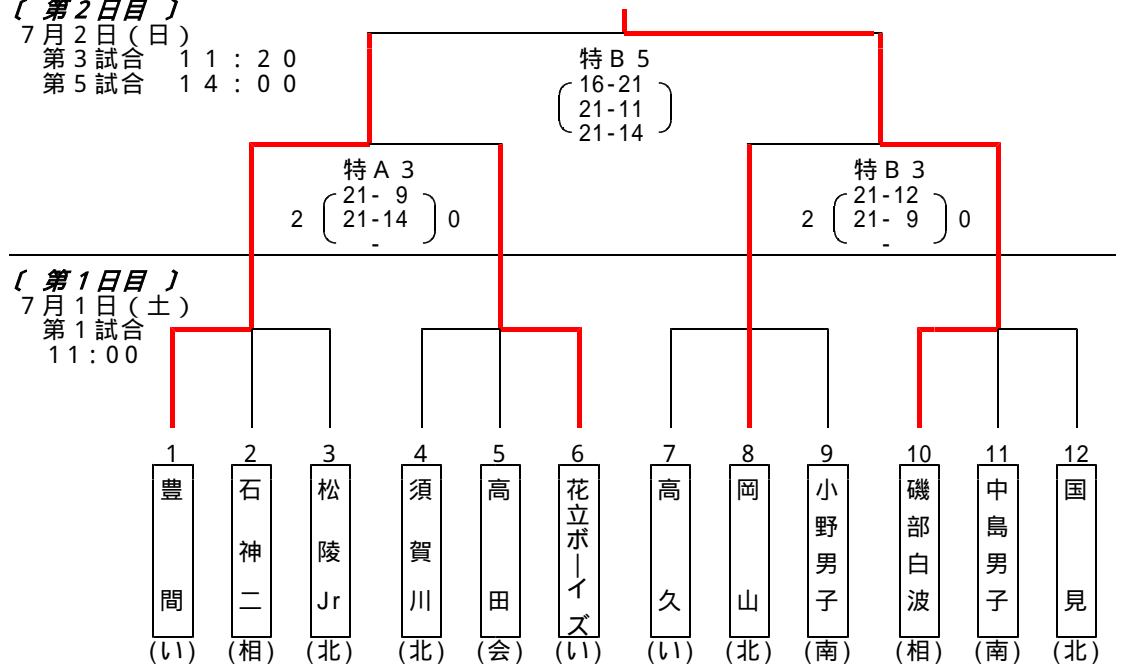 〔 第2日目 〕
7月2日(日)
第3試合 11:20
第5試合 14:00
特B5
16-21
21-11
21-14
特A3
2 21- 9 0
21-14
-
特B3
2 21-12 0
21- 9
-
〔 第1日目 〕
7月1日(土)
第1試合
11:00
1 2 3 4 5 6 7 8 9 10 11 12
豊間
石神二
松陵Jr
須賀川
高田
花立ボーイズ
高久
岡山
小野男子
磯部白波
中島男子
国見
(い) (相) (北) (北) (会) (い) (い) (北) (南) (相) (南) (北)